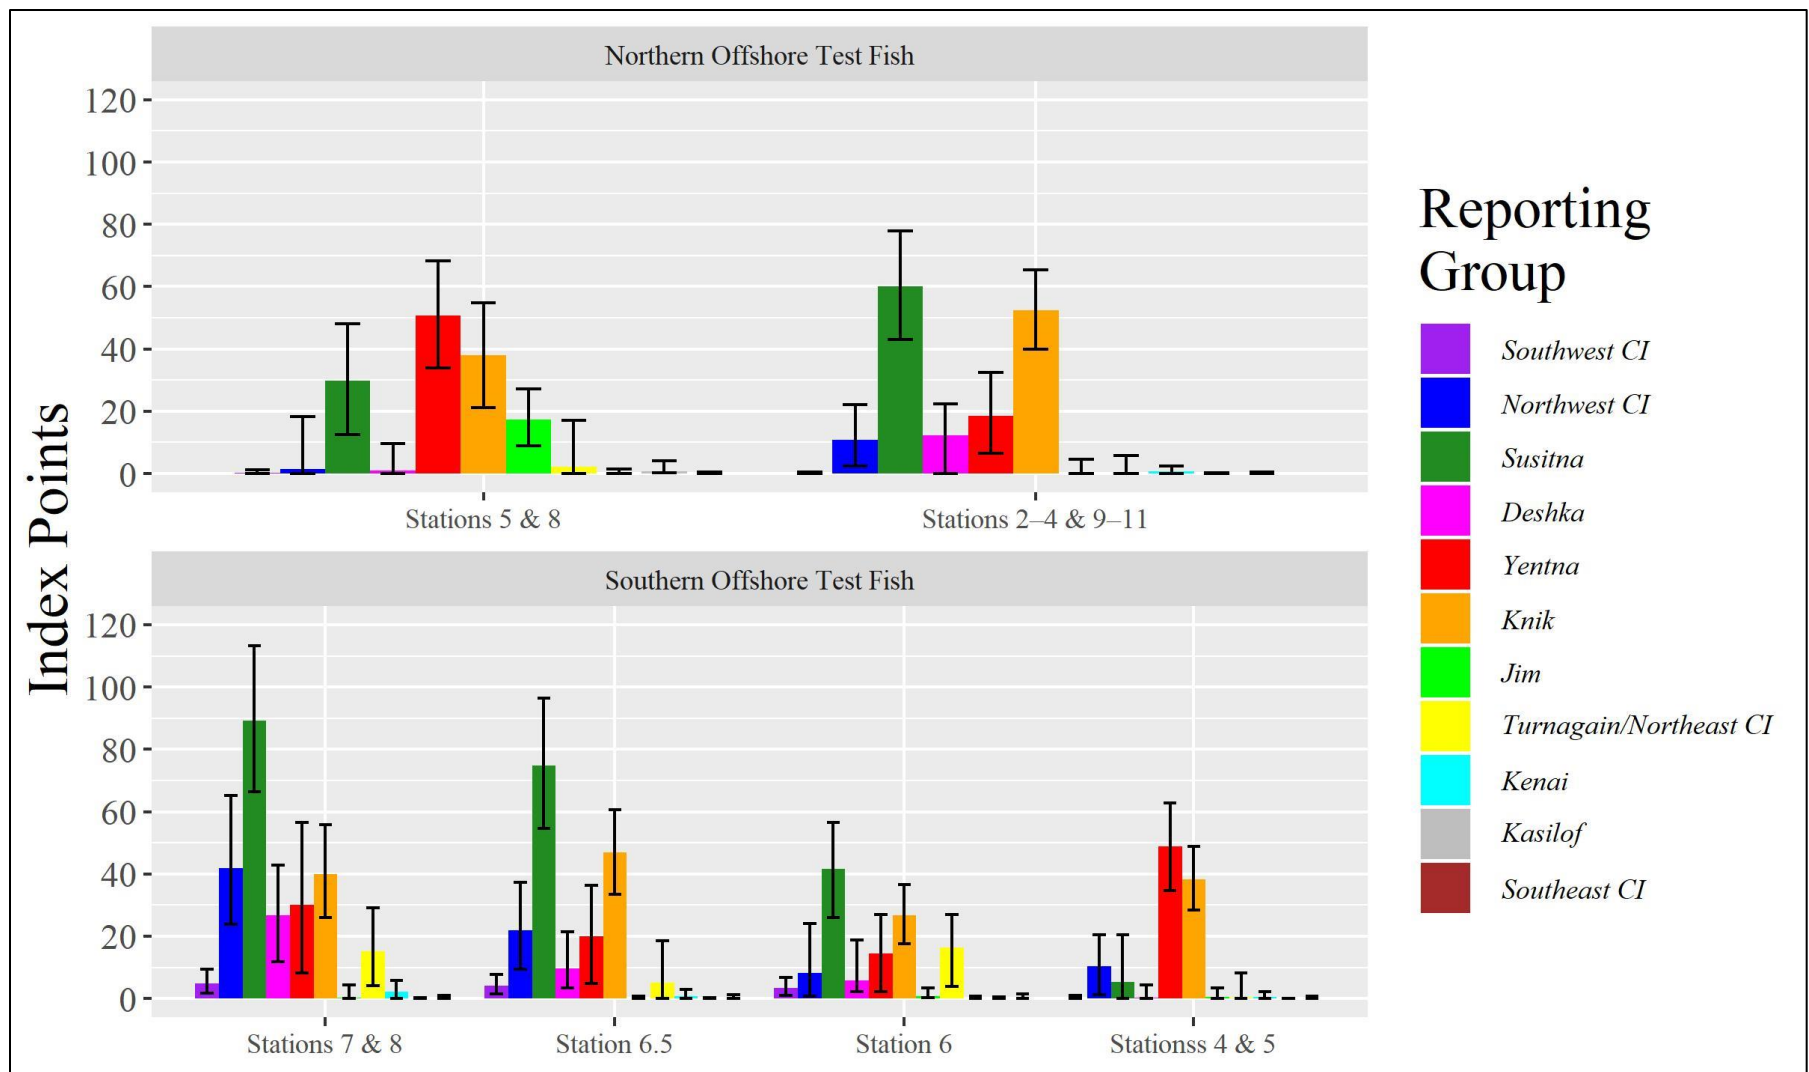 Northern Offshore Test Fish
120
100
80
60
40
20
0
Stations 5 & 8
Stations 2–4 & 9–11
Index Points
Southern Offshore Test Fish
120
100
80
60
40
20
0
Stations 7 & 8
Station 6.5
Station 6
Stationss 4 & 5
Reporting
Group
Southwest CI
Northwest CI
Susitna
Deshka
Yentna
Knik
Jim
Turnagain/Northeast CI
Kenai
Kasilof
Southeast CI